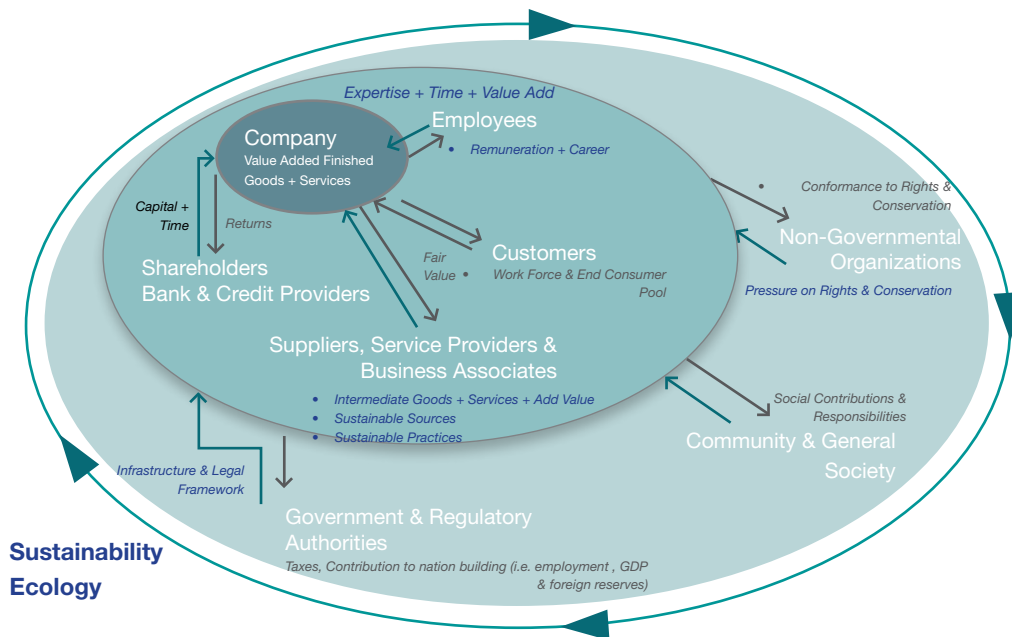 Expertise + Time + Value Add
Employees
• Remuneration + Career
Company
Value Added Finished
Goods + Services
Capital +
Time
Returns
Shareholders
Bank & Credit Providers
Fair
Value •
Customers
Work Force & End Consumer
Pool
Suppliers, Service Providers &
Business Associates
• Intermediate Goods + Services + Add Value
• Sustainable Sources
• Sustainable Practices
• Conformance to Rights &
Conservation
Non-Governmental
Organizations
Pressure on Rights & Conservation
Social Contributions &
Responsibilities
Community & General
Society
Infrastructure & Legal
Framework
Government & Regulatory
Authorities
Taxes, Contribution to nation building (i.e. employment , GDP
& foreign reserves)
Sustainability
Ecology